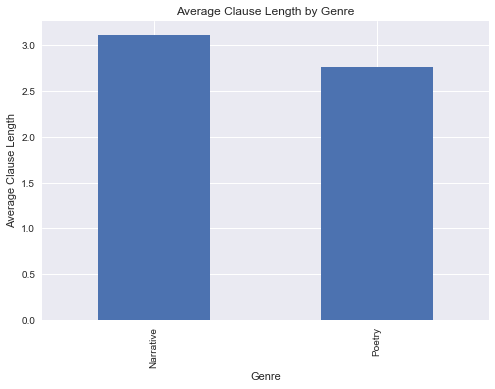 Average Clause Length by Genre
Average Clause Length
3.0
2.5
2.0
1.5
1.0
0.5
0.0
Narrative
Poetry
Genre